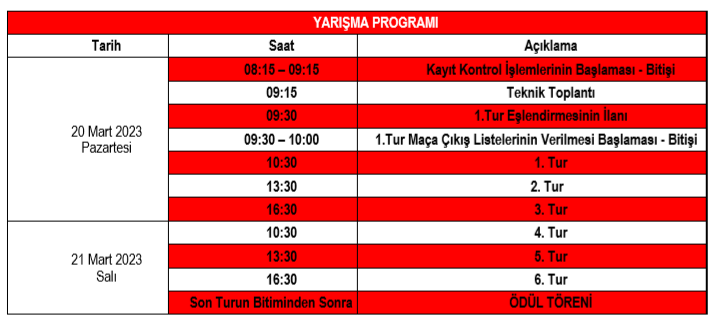 YARIŞMA PROGRAMI
Tarih Saat Açıklama
20 Mart 2023
Pazartesi
08:15 – 09:15 Kayıt Kontrol İşlemlerinin Başlaması - Bitişi
09:15 Teknik Toplantı
09:30 1.Tur Eşlendirmesinin İlanı
09:30 – 10:00 1.Tur Maça Çıkış Listelerinin Verilmesi Başlaması - Bitişi
10:30 1. Tur
13:30 2. Tur
16:30 3. Tur
21 Mart 2023
Salı
10:30 4. Tur
13:30 5. Tur
16:30 6. Tur
Son Turun Bitiminden Sonra ÖDÜL TÖRENİ